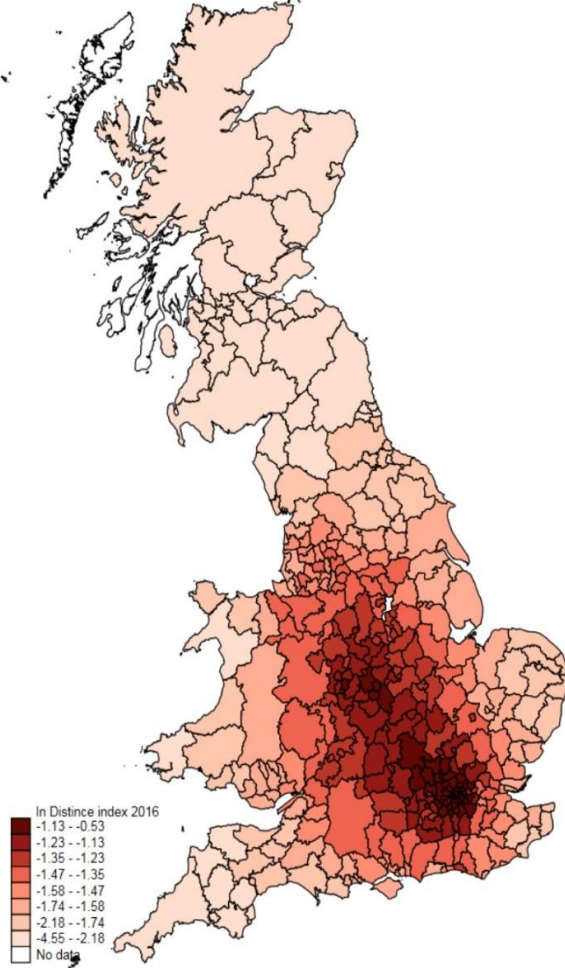 ln Distince index 2016
-1.13 - -0.53
-1.23 - -1.13
-1.35 - -1.23
-1.47 - -1.35
-1.58 - -1.47
-1.74 - -1.58
-2.18 - -1.74
-4.55 - -2.18
No data